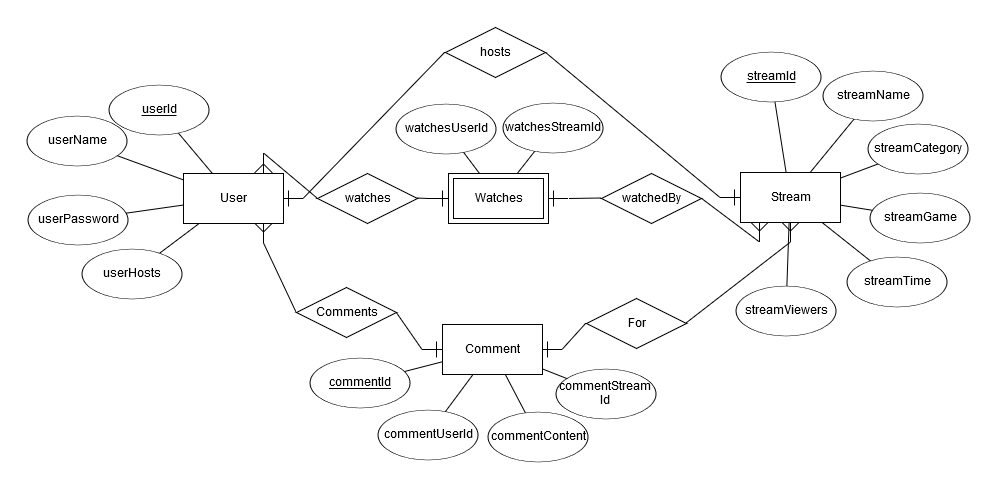 hosts
streamId
streamName
userId
watchesUserId
watchesStreamId
userName
streamCategory
User
watches
Watches
watchedBy
Stream
userPassword
streamGame
userHosts
streamTime
streamViewers
Comments
For
Comment
commentId
commentStream
Id
commentUserId
commentContent